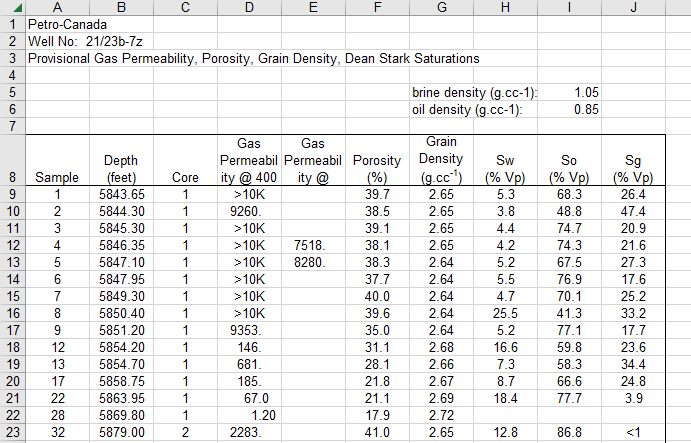 A B C D E F G H I J
1 Petro-Canada
2 Well No: 21/23b-7z
3 Provisional Gas Permeability, Porosity, Grain Density, Dean Stark Saturations
4
5 brine density (g.cc-1): 1.05
6 oil density (g.cc-1): 0.85
7
Gas Gas Grain
Depth Permeabil Permeabil Porosity Density Sw So Sg
8 Sample (feet) Core ity @ 400 ity @ (%) (g.cc-1) (% Vp) (% Vp) (% Vp)
9 1 5843.65 1 >10K 39.7 2.65 5.3 68.3 26.4
10 2 5844.30 1 9260. 38.5 2.65 3.8 48.8 47.4
11 3 5845.30 1 >10K 39.1 2.65 4.4 74.7 20.9
12 4 5846.35 1 >10K 7518. 38.1 2.65 4.2 74.3 21.6
13 5 5847.10 1 >10K 8280. 38.3 2.64 5.2 67.5 27.3
14 6 5847.95 1 >10K 37.7 2.64 5.5 76.9 17.6
15 7 5849.30 1 >10K 40.0 2.64 4.7 70.1 25.2
16 8 5850.40 1 >10K 39.6 2.64 25.5 41.3 33.2
17 9 5851.20 1 9353. 35.0 2.64 5.2 77.1 17.7
18 12 5854.20 1 146. 31.1 2.68 16.6 59.8 23.6
19 13 5854.70 1 681. 28.1 2.66 7.3 58.3 34.4
20 17 5858.75 1 185. 21.8 2.67 8.7 66.6 24.8
21 22 5863.95 1 67.0 21.1 2.69 18.4 77.7 3.9
22 28 5869.80 1 1.20 17.9 2.72
23 32 5879.00 2 2283. 41.0 2.65 12.8 86.8 <1